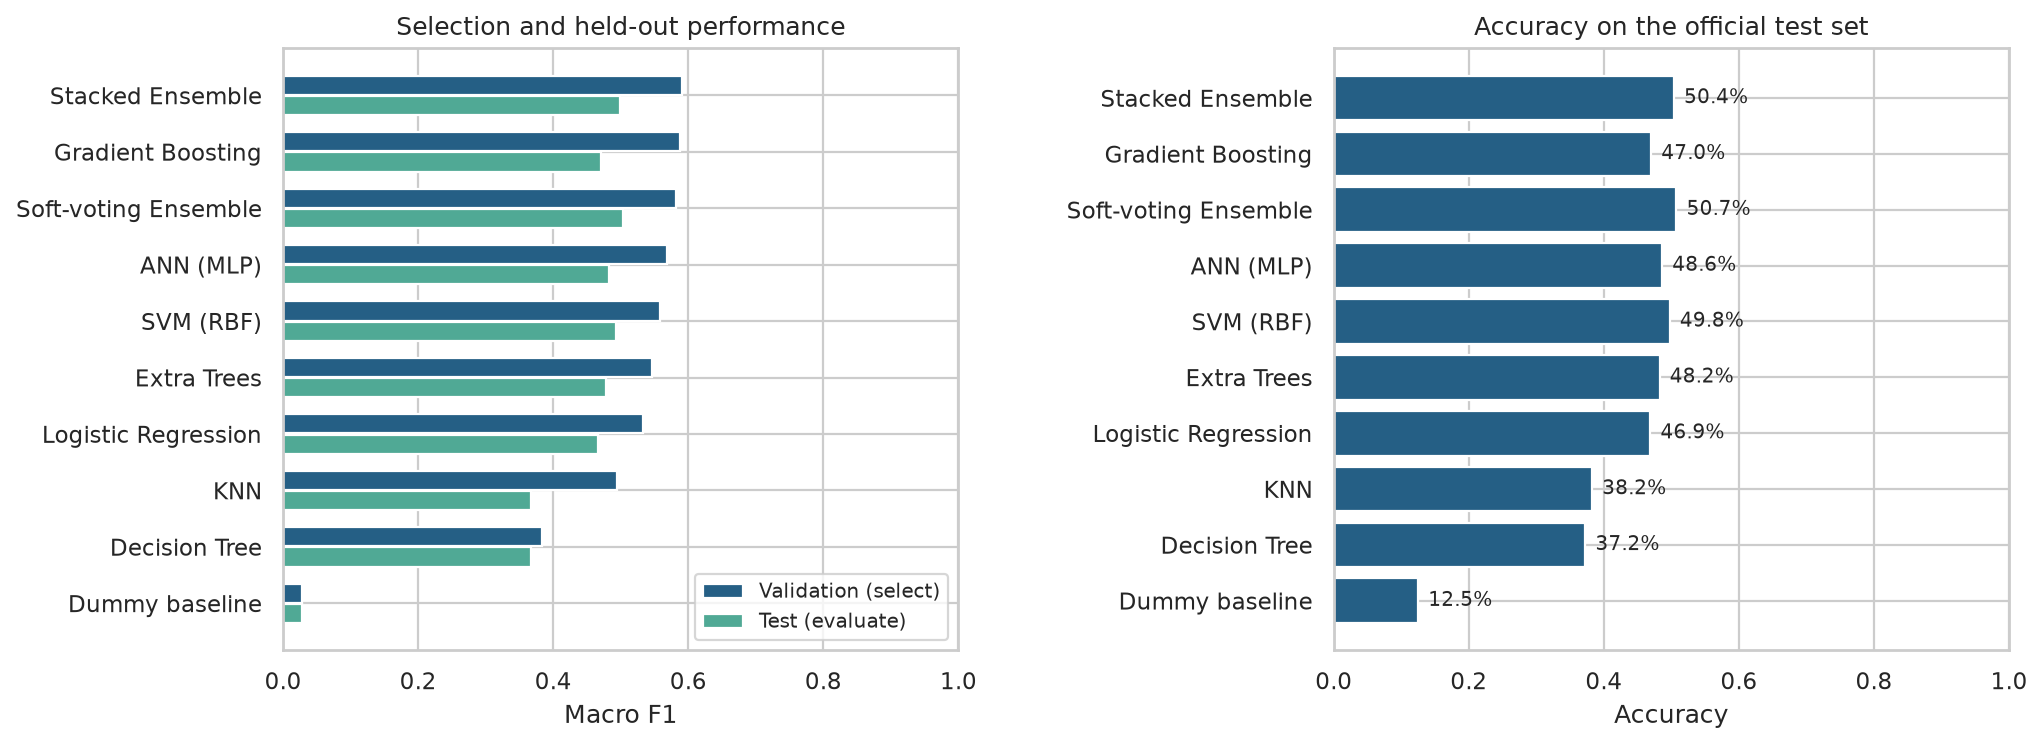 Selection and held-out performance
Stacked Ensemble
Gradient Boosting
Soft-voting Ensemble
ANN (MLP)
SVM (RBF)
Extra Trees
Logistic Regression
KNN
Decision Tree
Dummy baseline
Validation (select)
Test (evaluate)
0.0 0.2 0.4 0.6 0.8 1.0
Macro F1
Accuracy on the official test set
Stacked Ensemble 50.4%
Gradient Boosting 47.0%
Soft-voting Ensemble 50.7%
ANN (MLP) 48.6%
SVM (RBF) 49.8%
Extra Trees 48.2%
Logistic Regression 46.9%
KNN 38.2%
Decision Tree 37.2%
Dummy baseline 12.5%
0.0 0.2 0.4 0.6 0.8 1.0
Accuracy